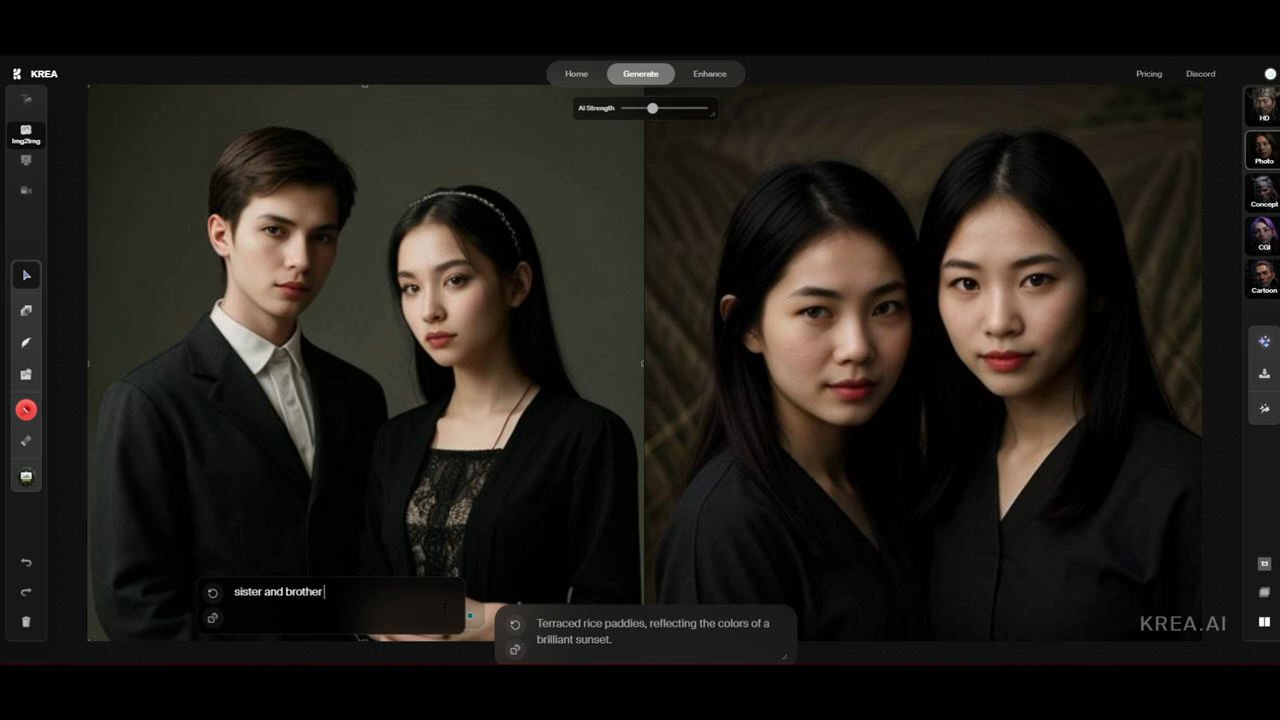 KREA
Home
Generate
Enhance
Pricing
Discord
AI Strength
Img2Img
HD
Photo
Concept
CGI
Cartoon
sister and brother
Terraced rice paddies, reflecting the colors of a
brilliant sunset.
KREA.AI